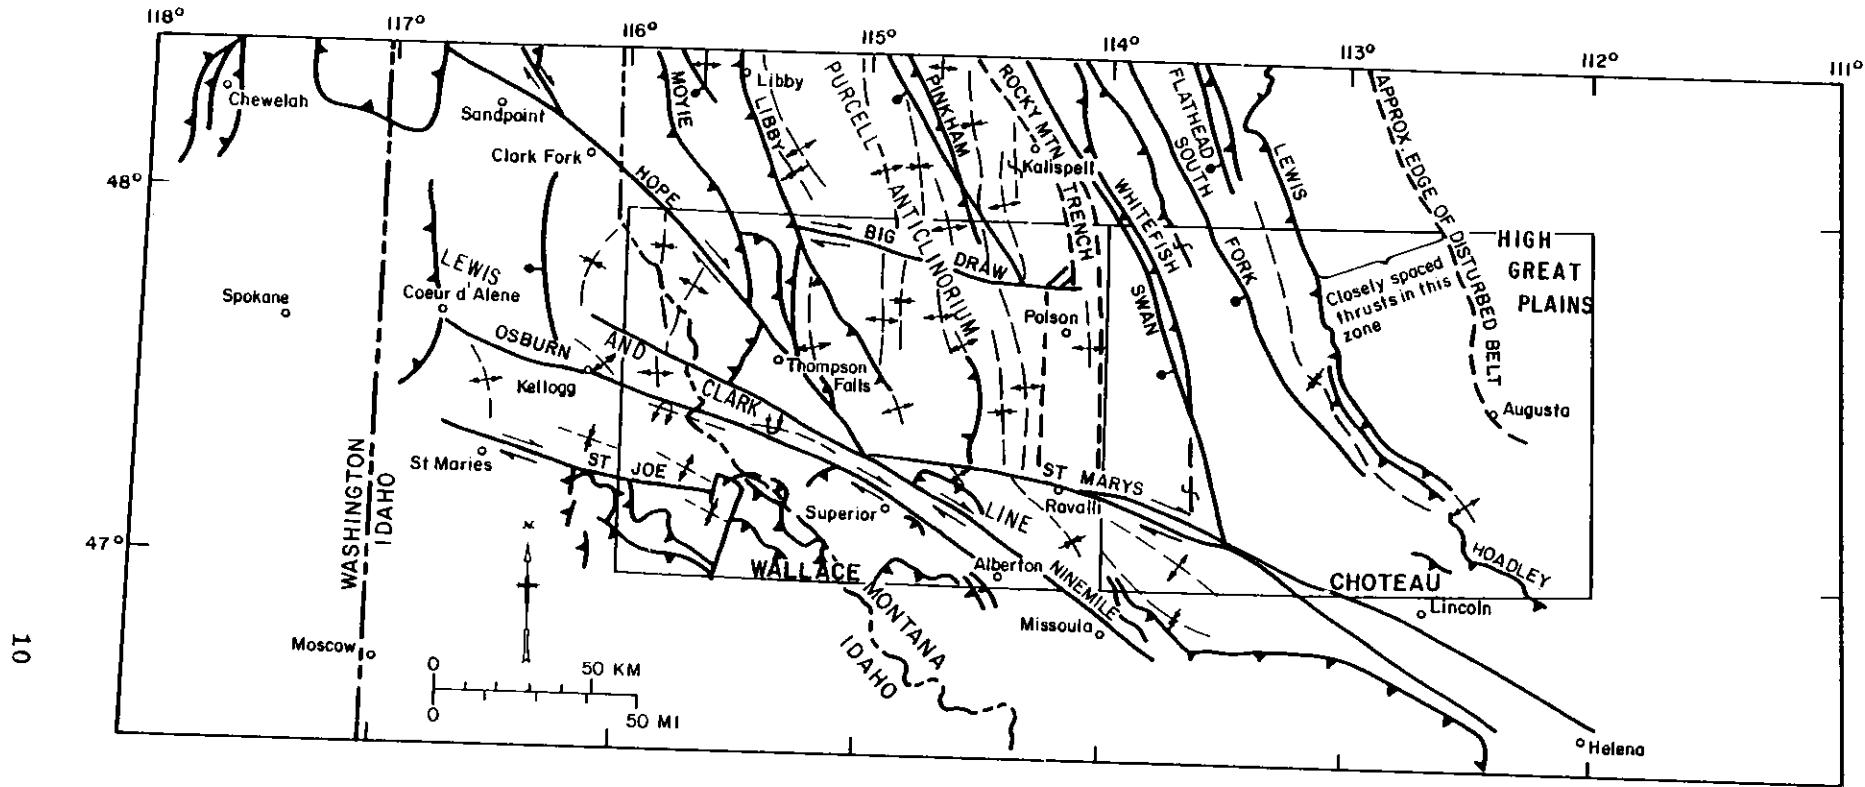 118°
117°
116°
115°
114°
113°
112°
111°
Chewelah
Sandpoint
Clark Fork
HOPE
MOYIE
LIBBY
Libby
PURCELL ANTICLINORIUM
PINKHAM
ROCKY MTN TRENCH
Kalispell
WHITEFISH
FLATHEAD
SOUTH FORK
LEWIS
APPROX. EDGE OF DISTURBED BELT
48°
BIG DRAW
HIGH
GREAT
PLAINS
Closely spaced
thrusts in this
zone
LEWIS AND CLARK LINE
Spokane
Coeur d'Alene
OSBURN
Kellogg
Thompson
Falls
Polson
SWAN
Augusta
St Maries
ST JOE
Superior
ST MARYS
Ravalli
WASHINGTON
IDAHO
47°
WALLACE
Alberton
NINEMILE
CHOTEAU
HOADLEY
Lincoln
Missoula
MONTANA
IDAHO
Moscow
0 50 KM
0 50 MI
Helena
10